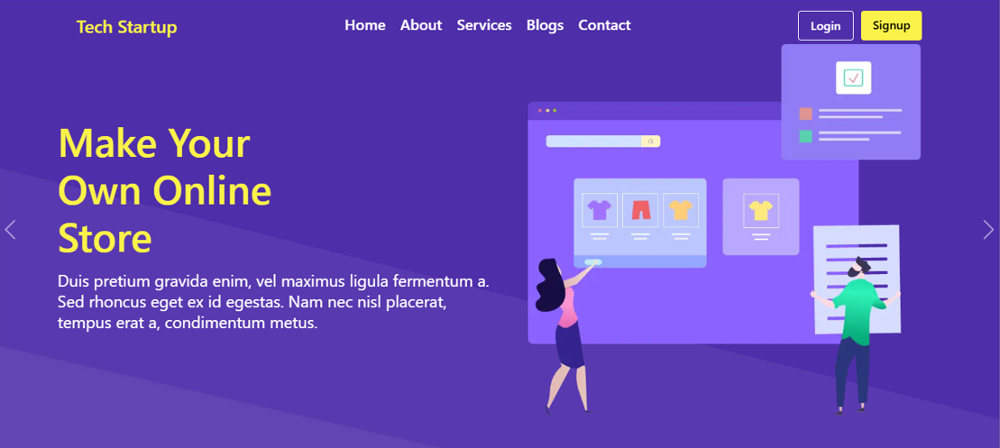 Tech Startup
Home About Services Blogs Contact
Login Signup
Make Your
Own Online
Store
Duis pretium gravida enim, vel maximus ligula fermentum a.
Sed rhoncus eget ex id egestas. Nam nec nisl placerat,
tempus erat a, condimentum metus.